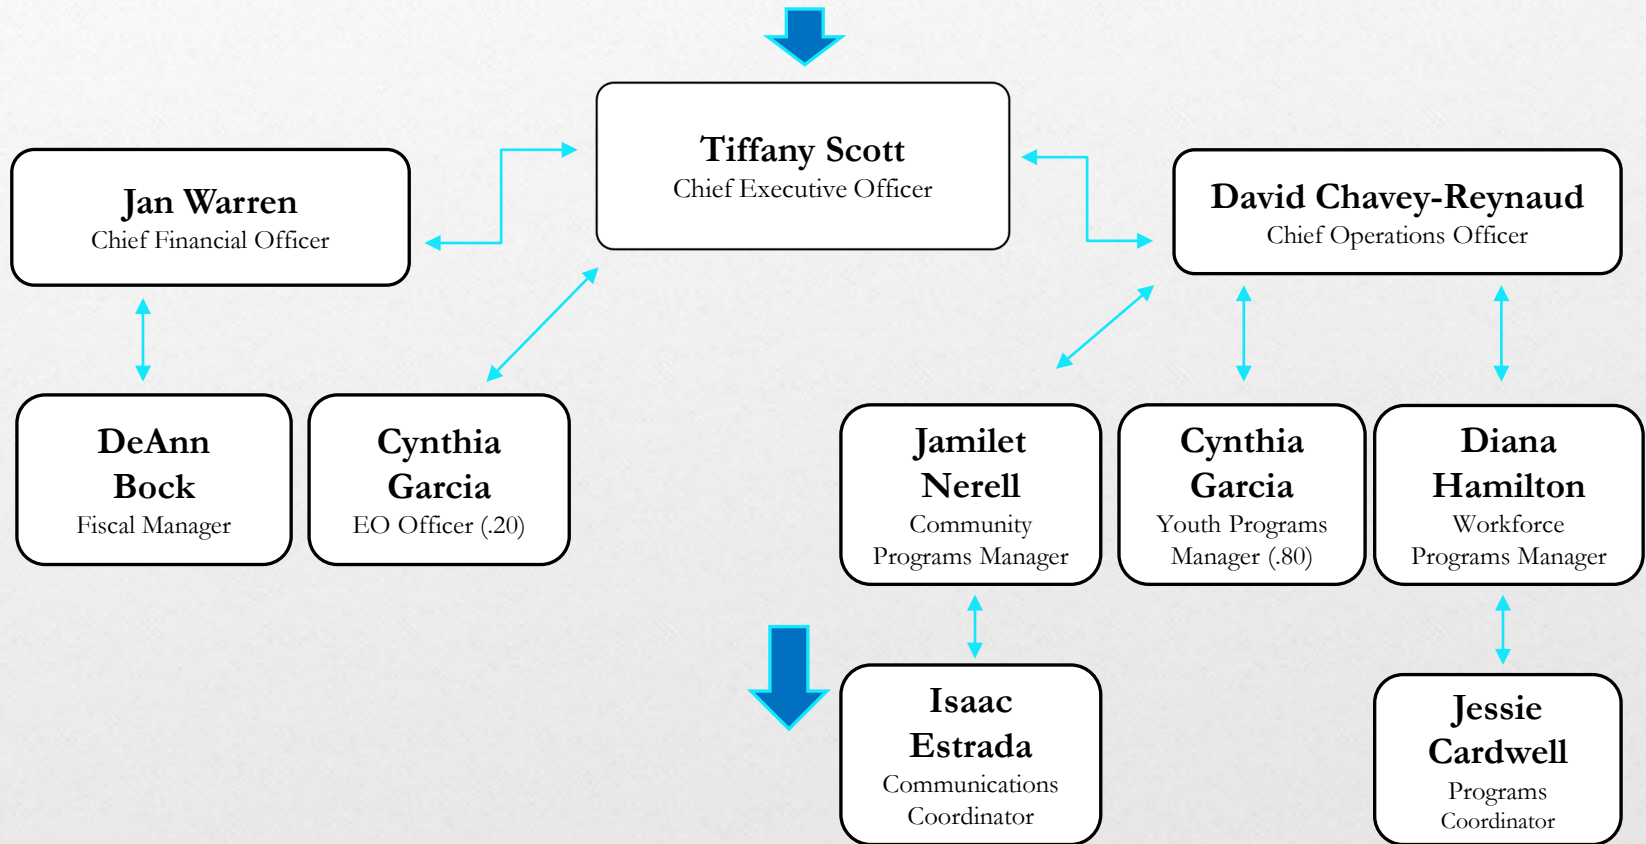 Tiffany Scott
Chief Executive Officer
Jan Warren
Chief Financial Officer
David Chavey-Reynaud
Chief Operations Officer
DeAnn
Bock
Fiscal Manager
Cynthia
Garcia
EO Officer (.20)
Jamilet
Nerell
Community
Programs Manager
Cynthia
Garcia
Youth Programs
Manager (.80)
Diana
Hamilton
Workforce
Programs Manager
Isaac
Estrada
Communications
Coordinator
Jessie
Cardwell
Programs
Coordinator